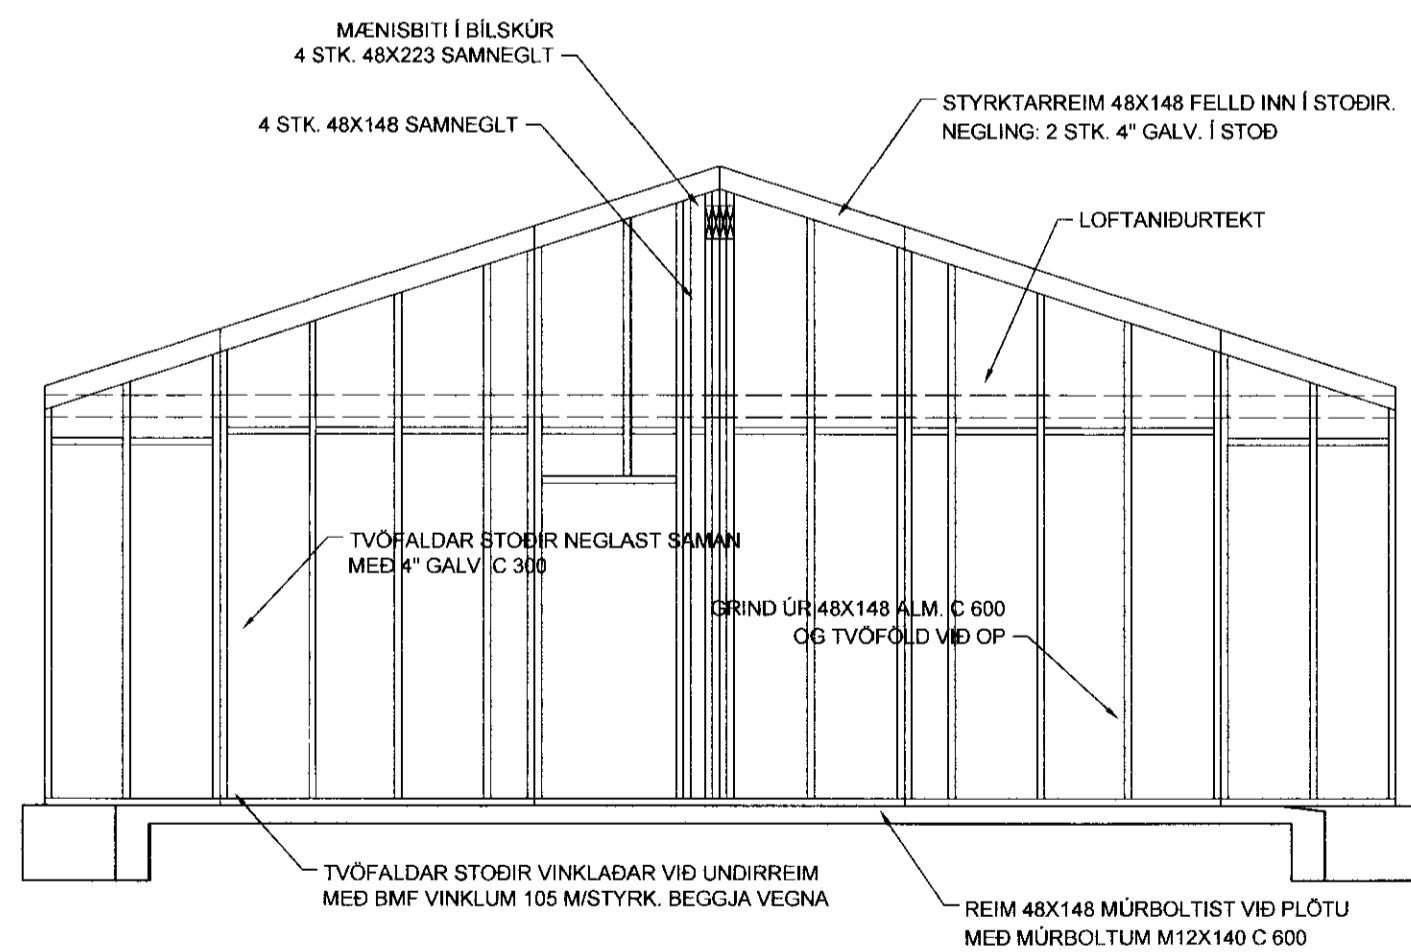 MÆNISBITI Í BÍLSKÚR
4 STK. 48X223 SAMNEGLT
4 STK. 48X148 SAMNEGLT
STYRKTARREIM 48X148 FELLD INN Í STOÐIR.
NEGLING: 2 STK. 4" GALV. Í STOÐ
LOFTANIÐURTEKT
TVÖFALDAR STOÐIR NEGLAST SAMAN
MEÐ 4" GALV. C 300
GRIND ÚR 48X148 ALM. C 600
OG TVÖFÖLD VIÐ OP
TVÖFALDAR STOÐIR VINKLAÐAR VIÐ UNDIRREIM
MEÐ BMF VINKLUM 105 M/STYRK. BEGGJA VEGNA
REIM 48X148 MÚRBOLTIST VIÐ PLÖTU
MEÐ MÚRBOLTUM M12X140 C 600